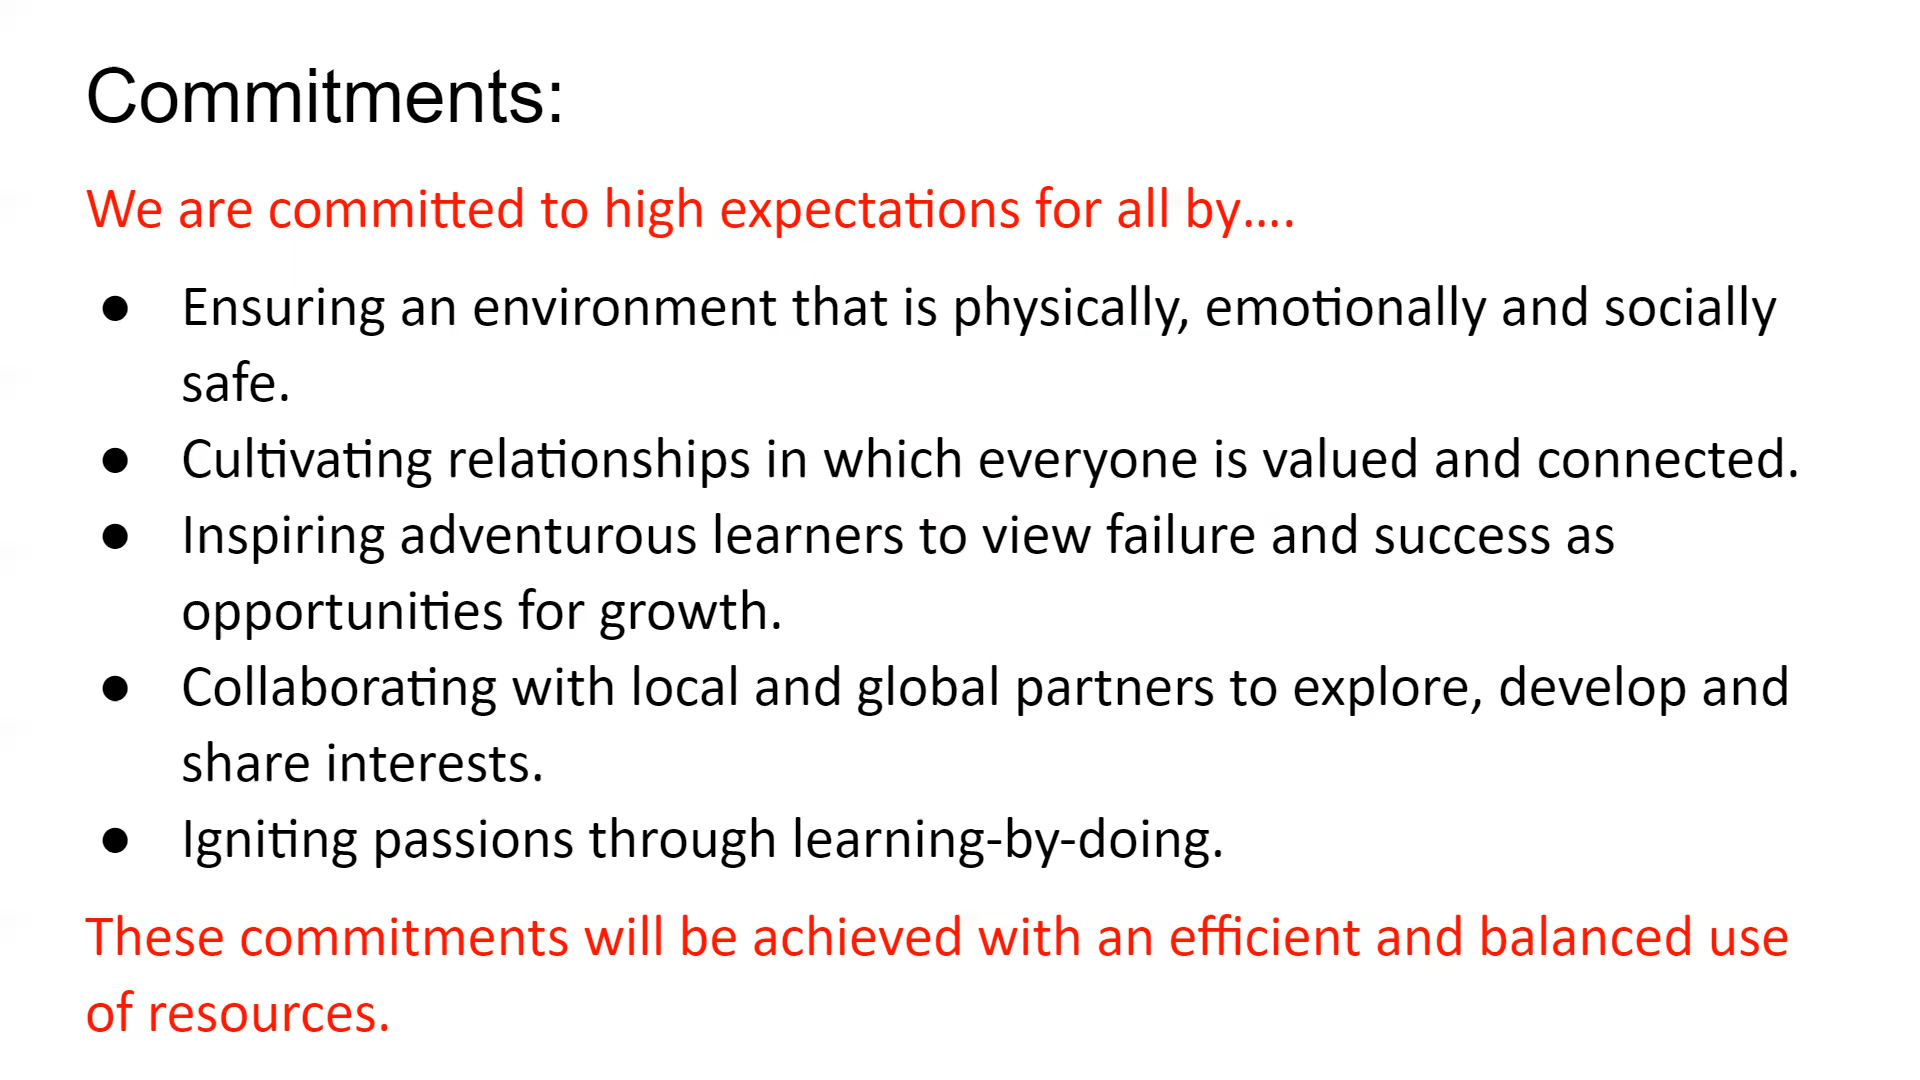 Commitments:
We are committed to high expectations for all by....
● Ensuring an environment that is physically, emotionally and socially
safe.
● Cultivating relationships in which everyone is valued and connected.
● Inspiring adventurous learners to view failure and success as
opportunities for growth.
● Collaborating with local and global partners to explore, develop and
share interests.
● Igniting passions through learning-by-doing.
These commitments will be achieved with an efficient and balanced use
of resources.